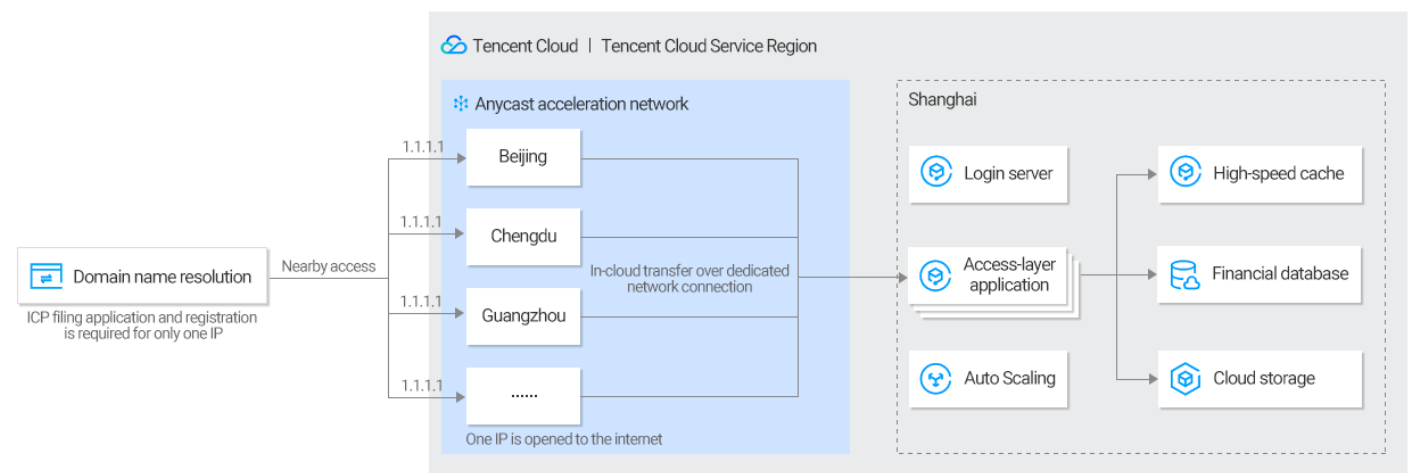 Tencent Cloud | Tencent Cloud Service Region
Anycast acceleration network
Shanghai
1.1.1.1
Beijing
Login server
High-speed cache
1.1.1.1
Chengdu
Domain name resolution
Nearby access
In-cloud transfer over dedicated
network connection
Access-layer
application
Financial database
ICP filing application and registration
is required for only one IP
1.1.1.1
Guangzhou
1.1.1.1
......
Auto Scaling
Cloud storage
One IP is opened to the internet